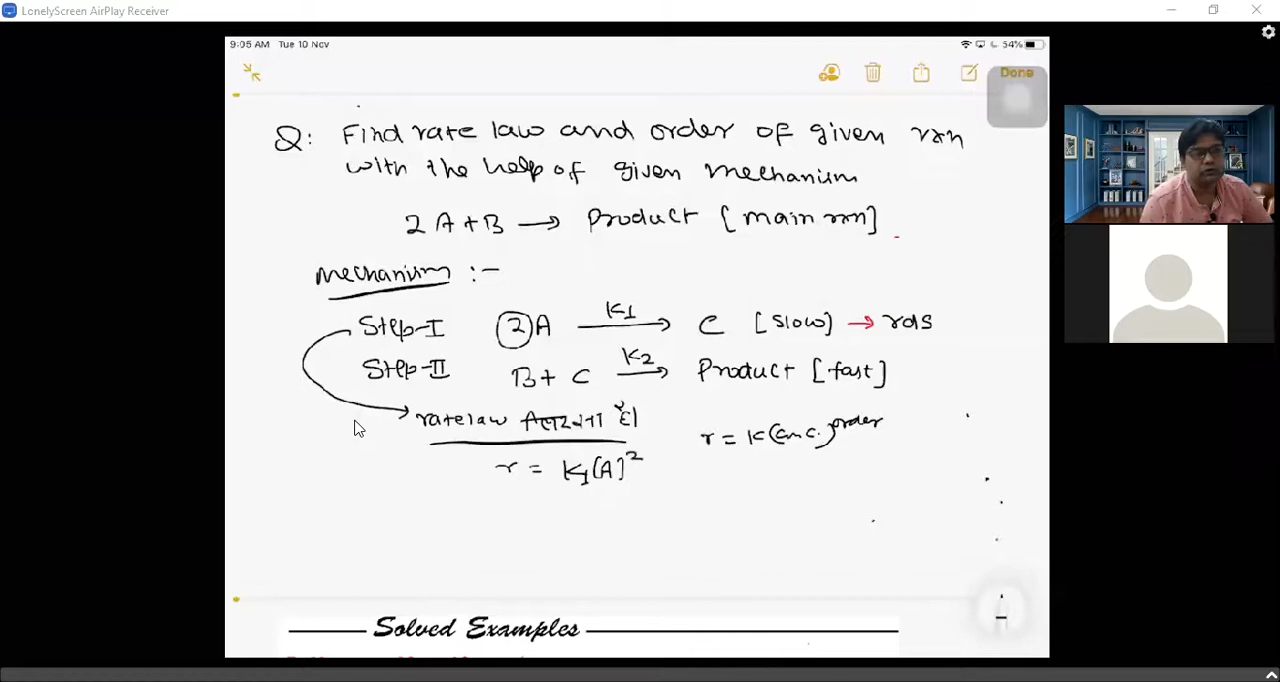 LonelyScreen AirPlay Receiver
9:05 AM Tue 10 Nov
54%
Done
Q: Find rate law and order of given rxn
with the help of given mechanism
2A+B → Product [main rxn]
Mechanism :-
Step-I 2A K1 → C [Slow] → rds
Step-II B+C K2 → Product [fast]
rate law
r = K(Conc.)order
r = K1[A]2
Solved Examples